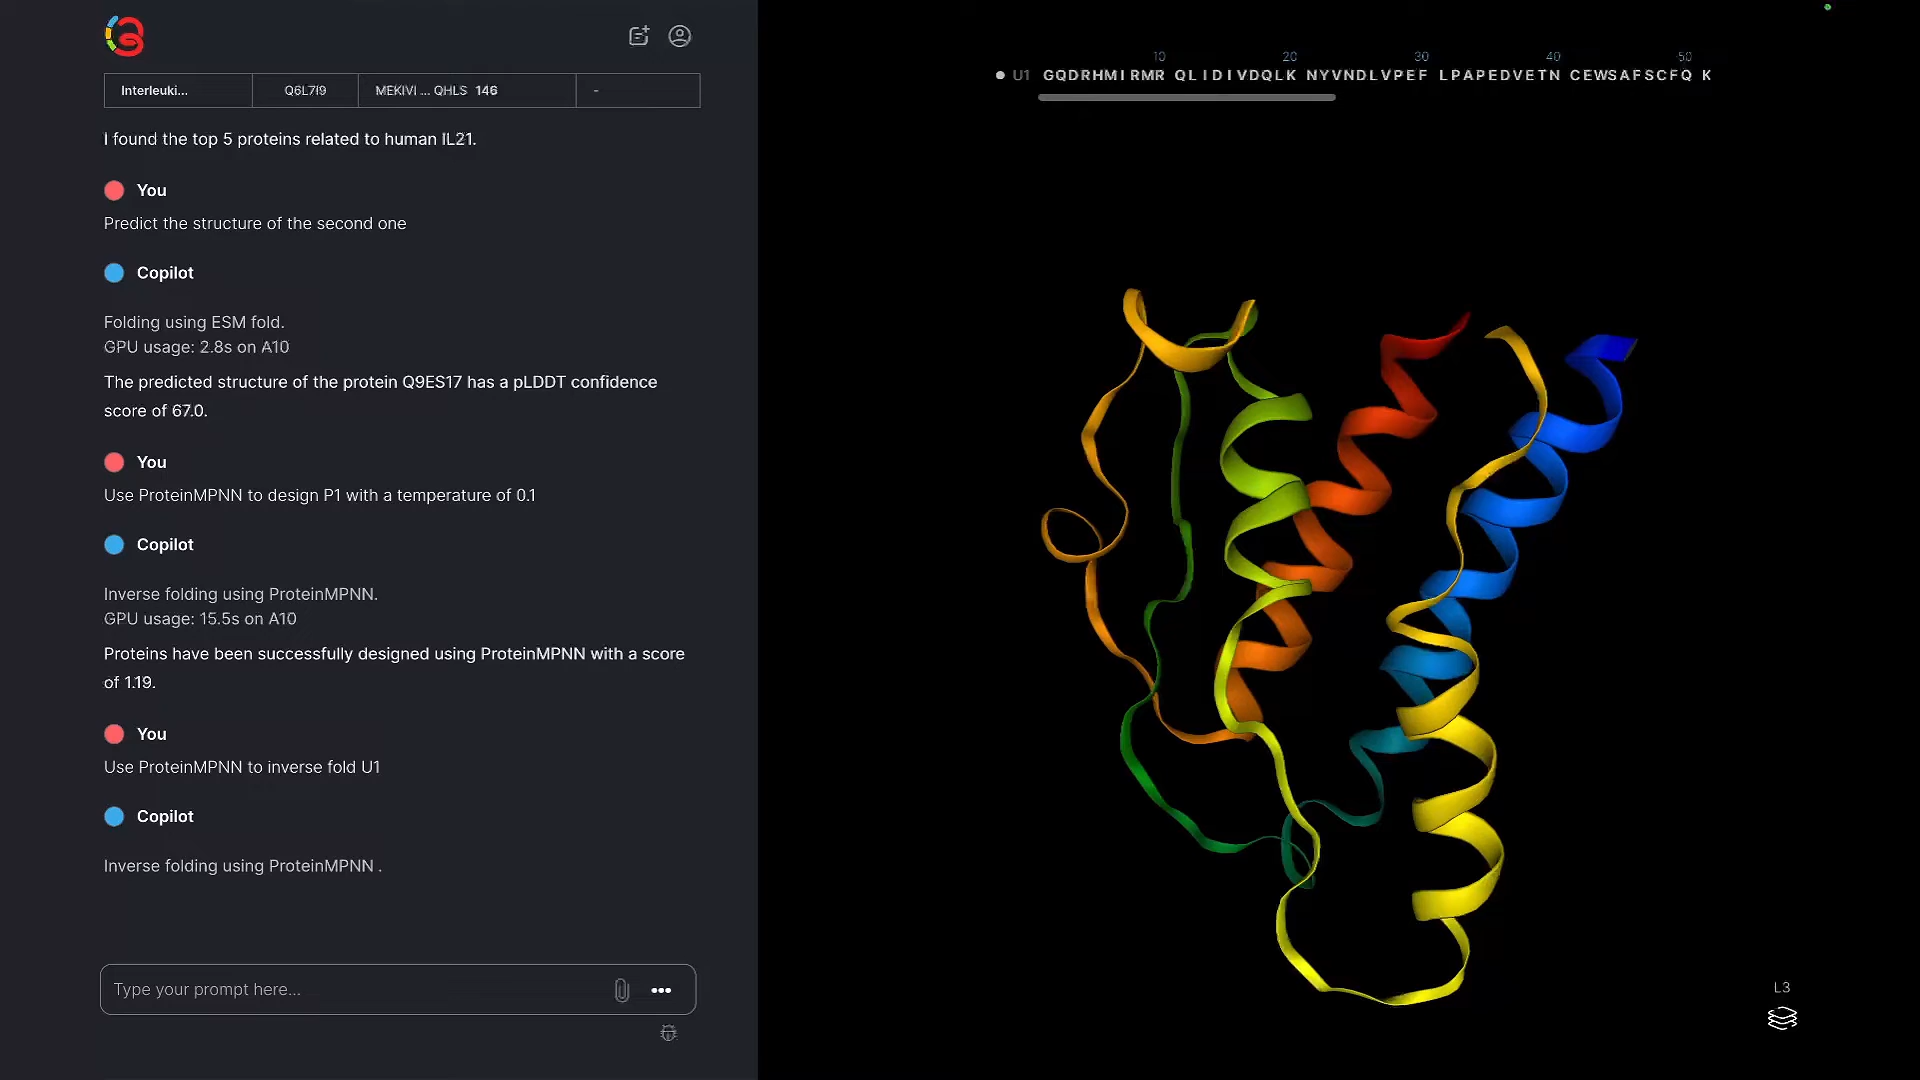 Interleuki... Q6L7I9 MEKIVI ... QHLS 146 -
I found the top 5 proteins related to human IL21.
You
Predict the structure of the second one
Copilot
Folding using ESM fold.
GPU usage: 2.8s on A10
The predicted structure of the protein Q9ES17 has a pLDDT confidence
score of 67.0.
You
Use ProteinMPNN to design P1 with a temperature of 0.1
Copilot
Inverse folding using ProteinMPNN.
GPU usage: 15.5s on A10
Proteins have been successfully designed using ProteinMPNN with a score
of 1.19.
You
Use ProteinMPNN to inverse fold U1
Copilot
Inverse folding using ProteinMPNN .
Type your prompt here...
10 20 30 40 50
U1 GQDRHMIRMR QLIDIVDQLK NYVNDLVPEF LPAPEDVETN CEWSAFSCFQ K
L3